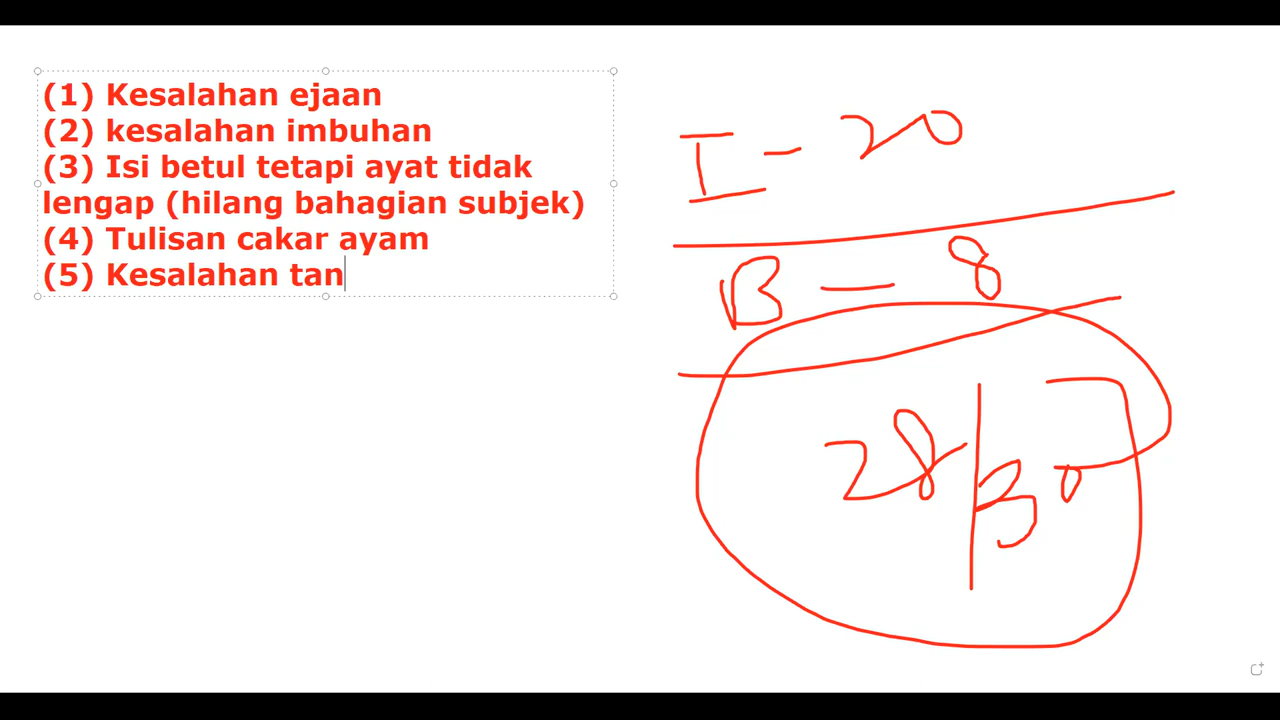 (1) Kesalahan ejaan
(2) kesalahan imbuhan
(3) Isi betul tetapi ayat tidak
lengap (hilang bahagian subjek)
(4) Tulisan cakar ayam
(5) Kesalahan tan
I - 20
B - 8
28/30